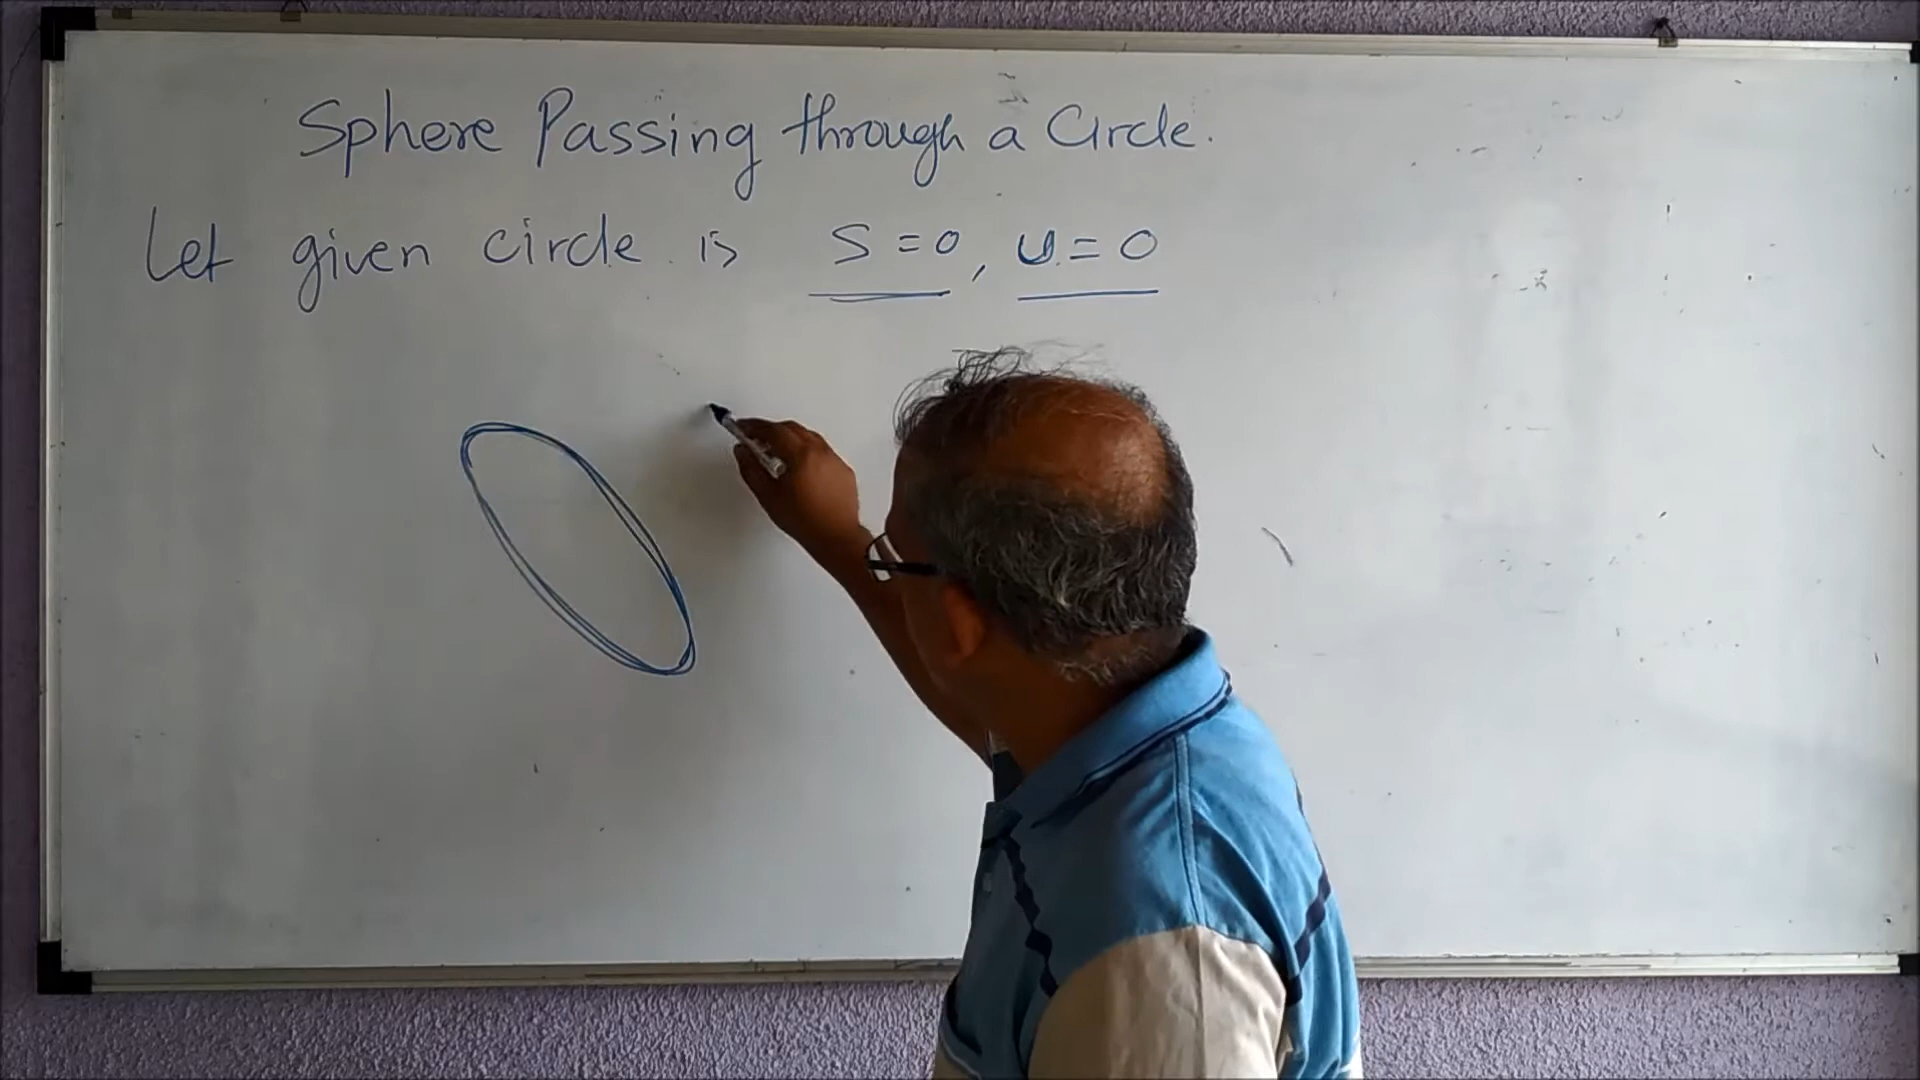 Sphere Passing through a Circle.
Let given circle is S = 0, u = 0